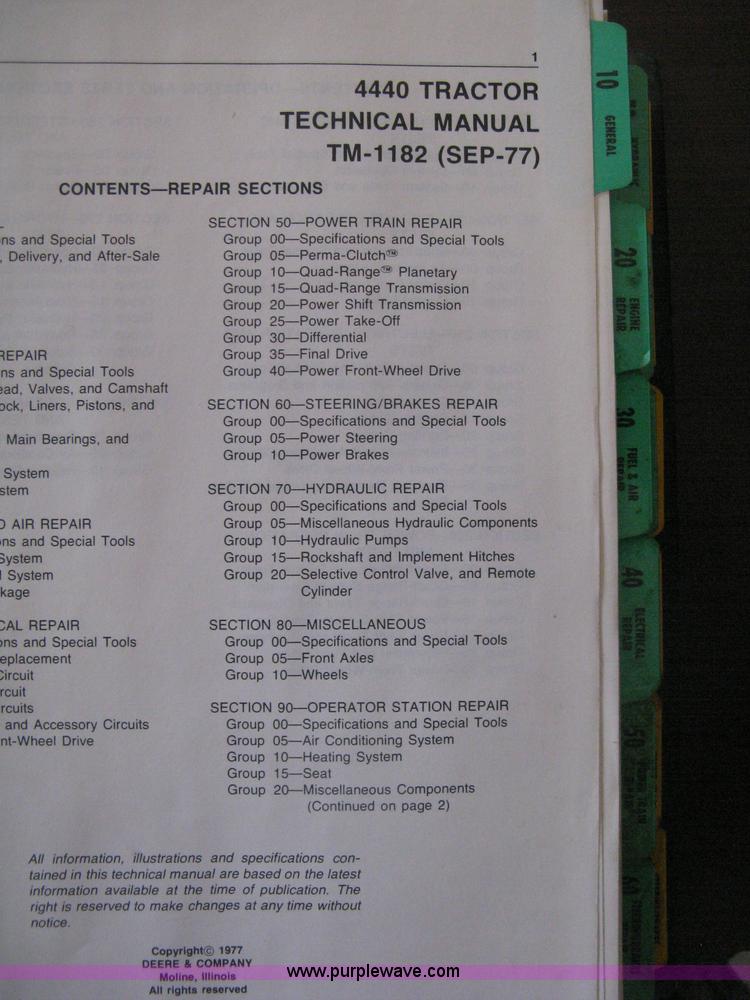 1
4440 TRACTOR
TECHNICAL MANUAL
TM-1182 (SEP-77)
CONTENTS—REPAIR SECTIONS
ns and Special Tools
, Delivery, and After-Sale
REPAIR
ns and Special Tools
ead, Valves, and Camshaft
ock, Liners, Pistons, and
Main Bearings, and
System
stem
D AIR REPAIR
ons and Special Tools
System
l System
kage
CAL REPAIR
ons and Special Tools
eplacement
Circuit
rcuit
rcuits
and Accessory Circuits
nt-Wheel Drive
SECTION 50—POWER TRAIN REPAIR
Group 00—Specifications and Special Tools
Group 05—Perma-Clutch™
Group 10—Quad-Range™ Planetary
Group 15—Quad-Range Transmission
Group 20—Power Shift Transmission
Group 25—Power Take-Off
Group 30—Differential
Group 35—Final Drive
Group 40—Power Front-Wheel Drive
SECTION 60—STEERING/BRAKES REPAIR
Group 00—Specifications and Special Tools
Group 05—Power Steering
Group 10—Power Brakes
SECTION 70—HYDRAULIC REPAIR
Group 00—Specifications and Special Tools
Group 05—Miscellaneous Hydraulic Components
Group 10—Hydraulic Pumps
Group 15—Rockshaft and Implement Hitches
Group 20—Selective Control Valve, and Remote
Cylinder
SECTION 80—MISCELLANEOUS
Group 00—Specifications and Special Tools
Group 05—Front Axles
Group 10—Wheels
SECTION 90—OPERATOR STATION REPAIR
Group 00—Specifications and Special Tools
Group 05—Air Conditioning System
Group 10—Heating System
Group 15—Seat
Group 20—Miscellaneous Components
(Continued on page 2)
All information, illustrations and specifications con-
tained in this technical manual are based on the latest
information available at the time of publication. The
right is reserved to make changes at any time without
notice.
Copyright© 1977
DEERE & COMPANY
Moline, Illinois
All rights reserved
10
GENERAL
20
ENGINE
REPAIR
30
FUEL & AIR
REPAIR
40
ELECTRICAL
REPAIR
50
POWER TRAIN
60
www.purplewave.com